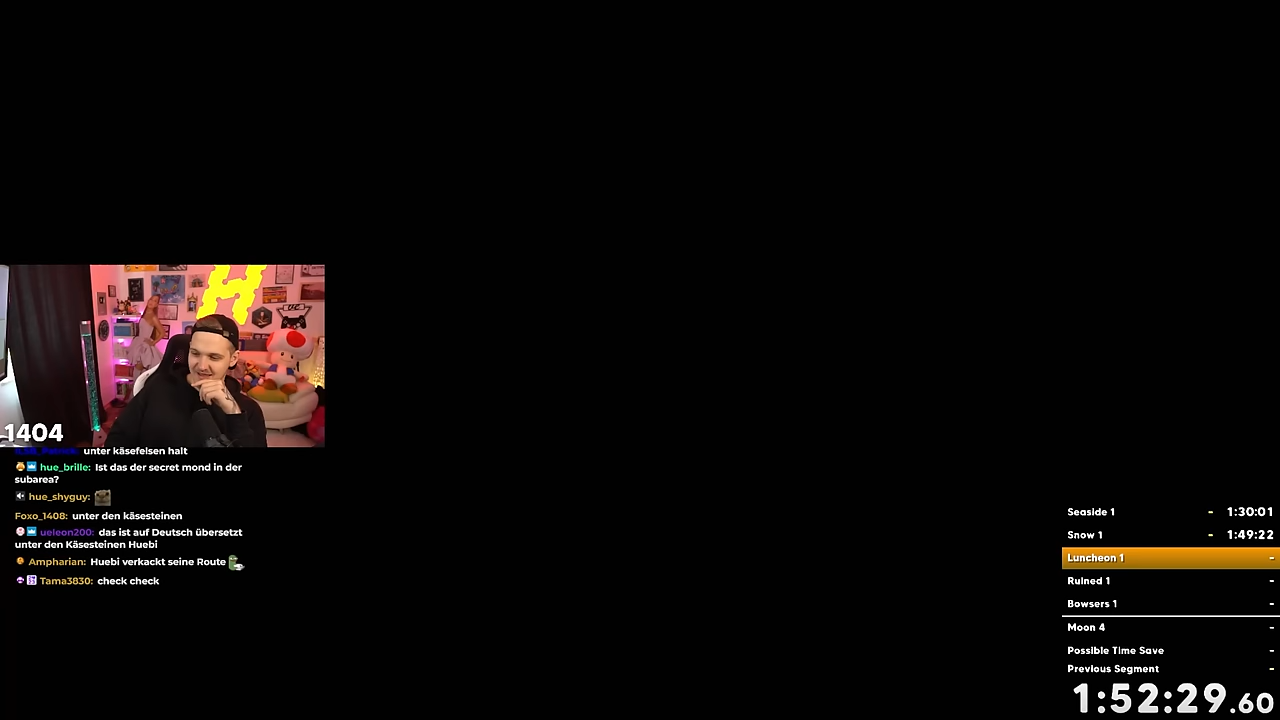 1404
unter käsefelsen halt
hue_brille: Ist das der secret mond in der
subarea?
hue_shyguy:
Foxo_1408: unter den käsesteinen
ueleon200: das ist auf Deutsch übersetzt
unter den Käsesteinen Huebi
Ampharian: Huebi verkackt seine Route
Tama3830: check check
Seaside 1 - 1:30:01
Snow 1 - 1:49:22
Luncheon 1 -
Ruined 1 -
Bowsers 1 -
Moon 4 -
Possible Time Save -
Previous Segment -
1:52:29.60